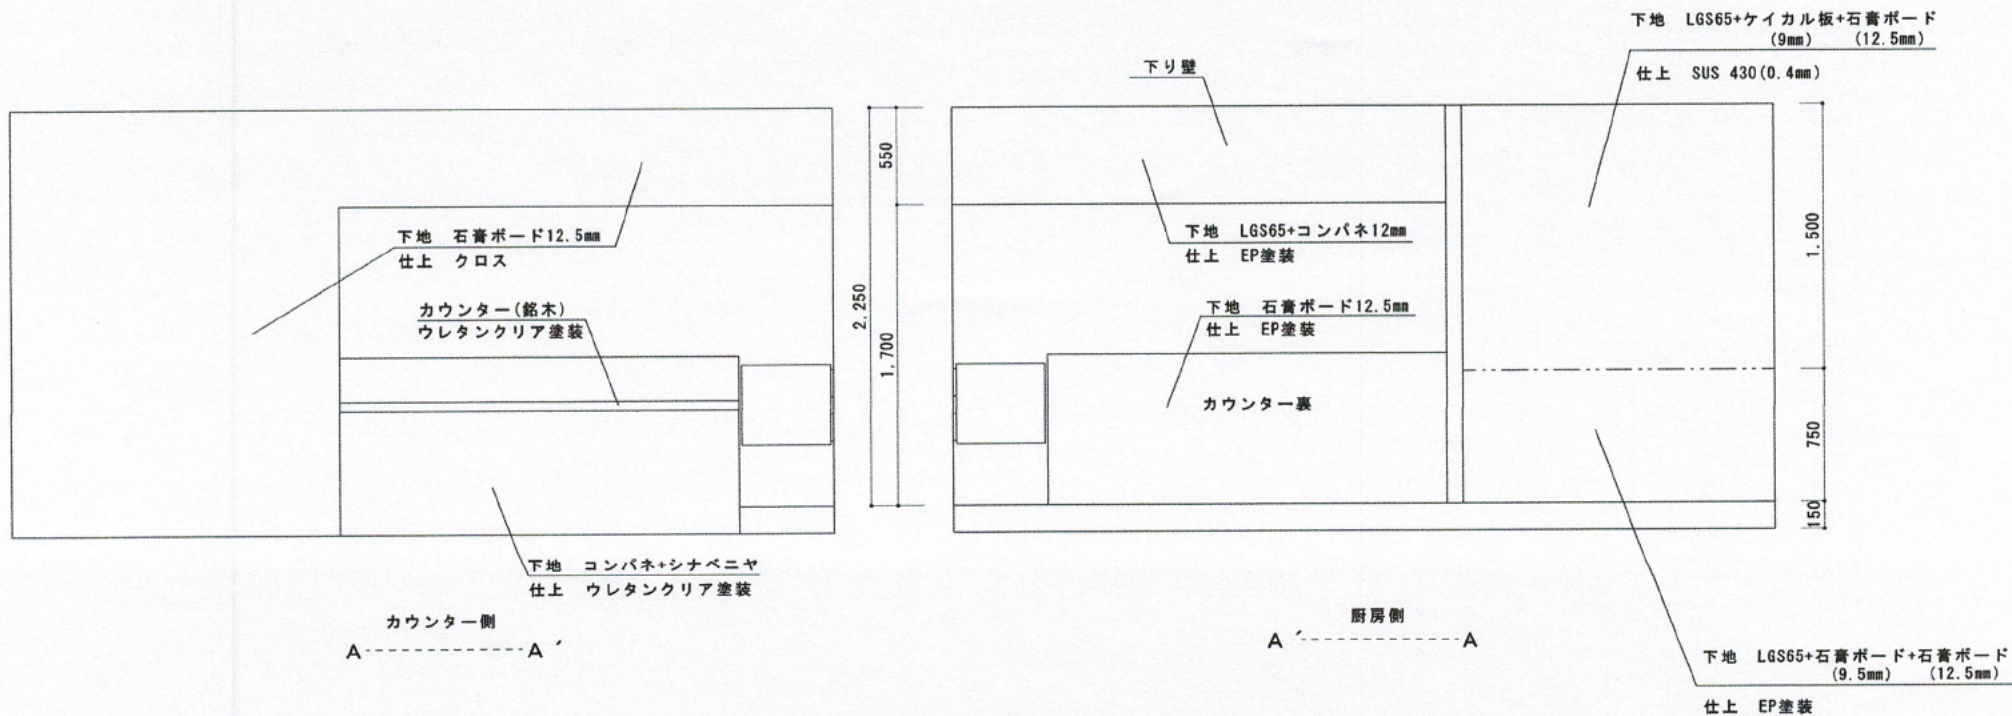 下地 石膏ボード12.5㎜
仕上 クロス
カウンター(銘木)
ウレタンクリア塗装
下地 コンパネ+シナベニヤ
仕上 ウレタンクリア塗装
カウンター側
A A ′
550
2.250
1.700
下り壁
下地 LGS65+コンパネ12㎜
仕上 EP塗装
下地 石膏ボード12.5㎜
仕上 EP塗装
カウンター裏
厨房側
A ′ A
下地 LGS65+ケイカル板+石膏ボード
(9㎜) (12.5㎜)
仕上 SUS 430(0.4㎜)
1.500
750
150
下地 LGS65+石膏ボード+石膏ボード
(9.5㎜) (12.5㎜)
仕上 EP塗装